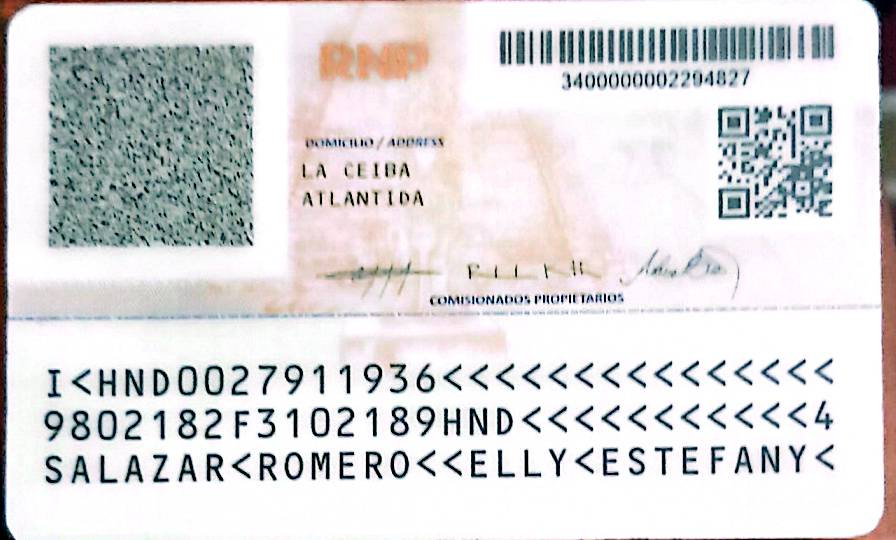 RNP
3400000002294827
DOMICILIO / ADDRESS
LA CEIBA
ATLANTIDA
COMISIONADOS PROPIETARIOS
I<HND0027911936<<<<<<<<<<<<<<<
9802182F3102189HND<<<<<<<<<<<4
SALAZAR<ROMERO<<ELLY<ESTEFANY<